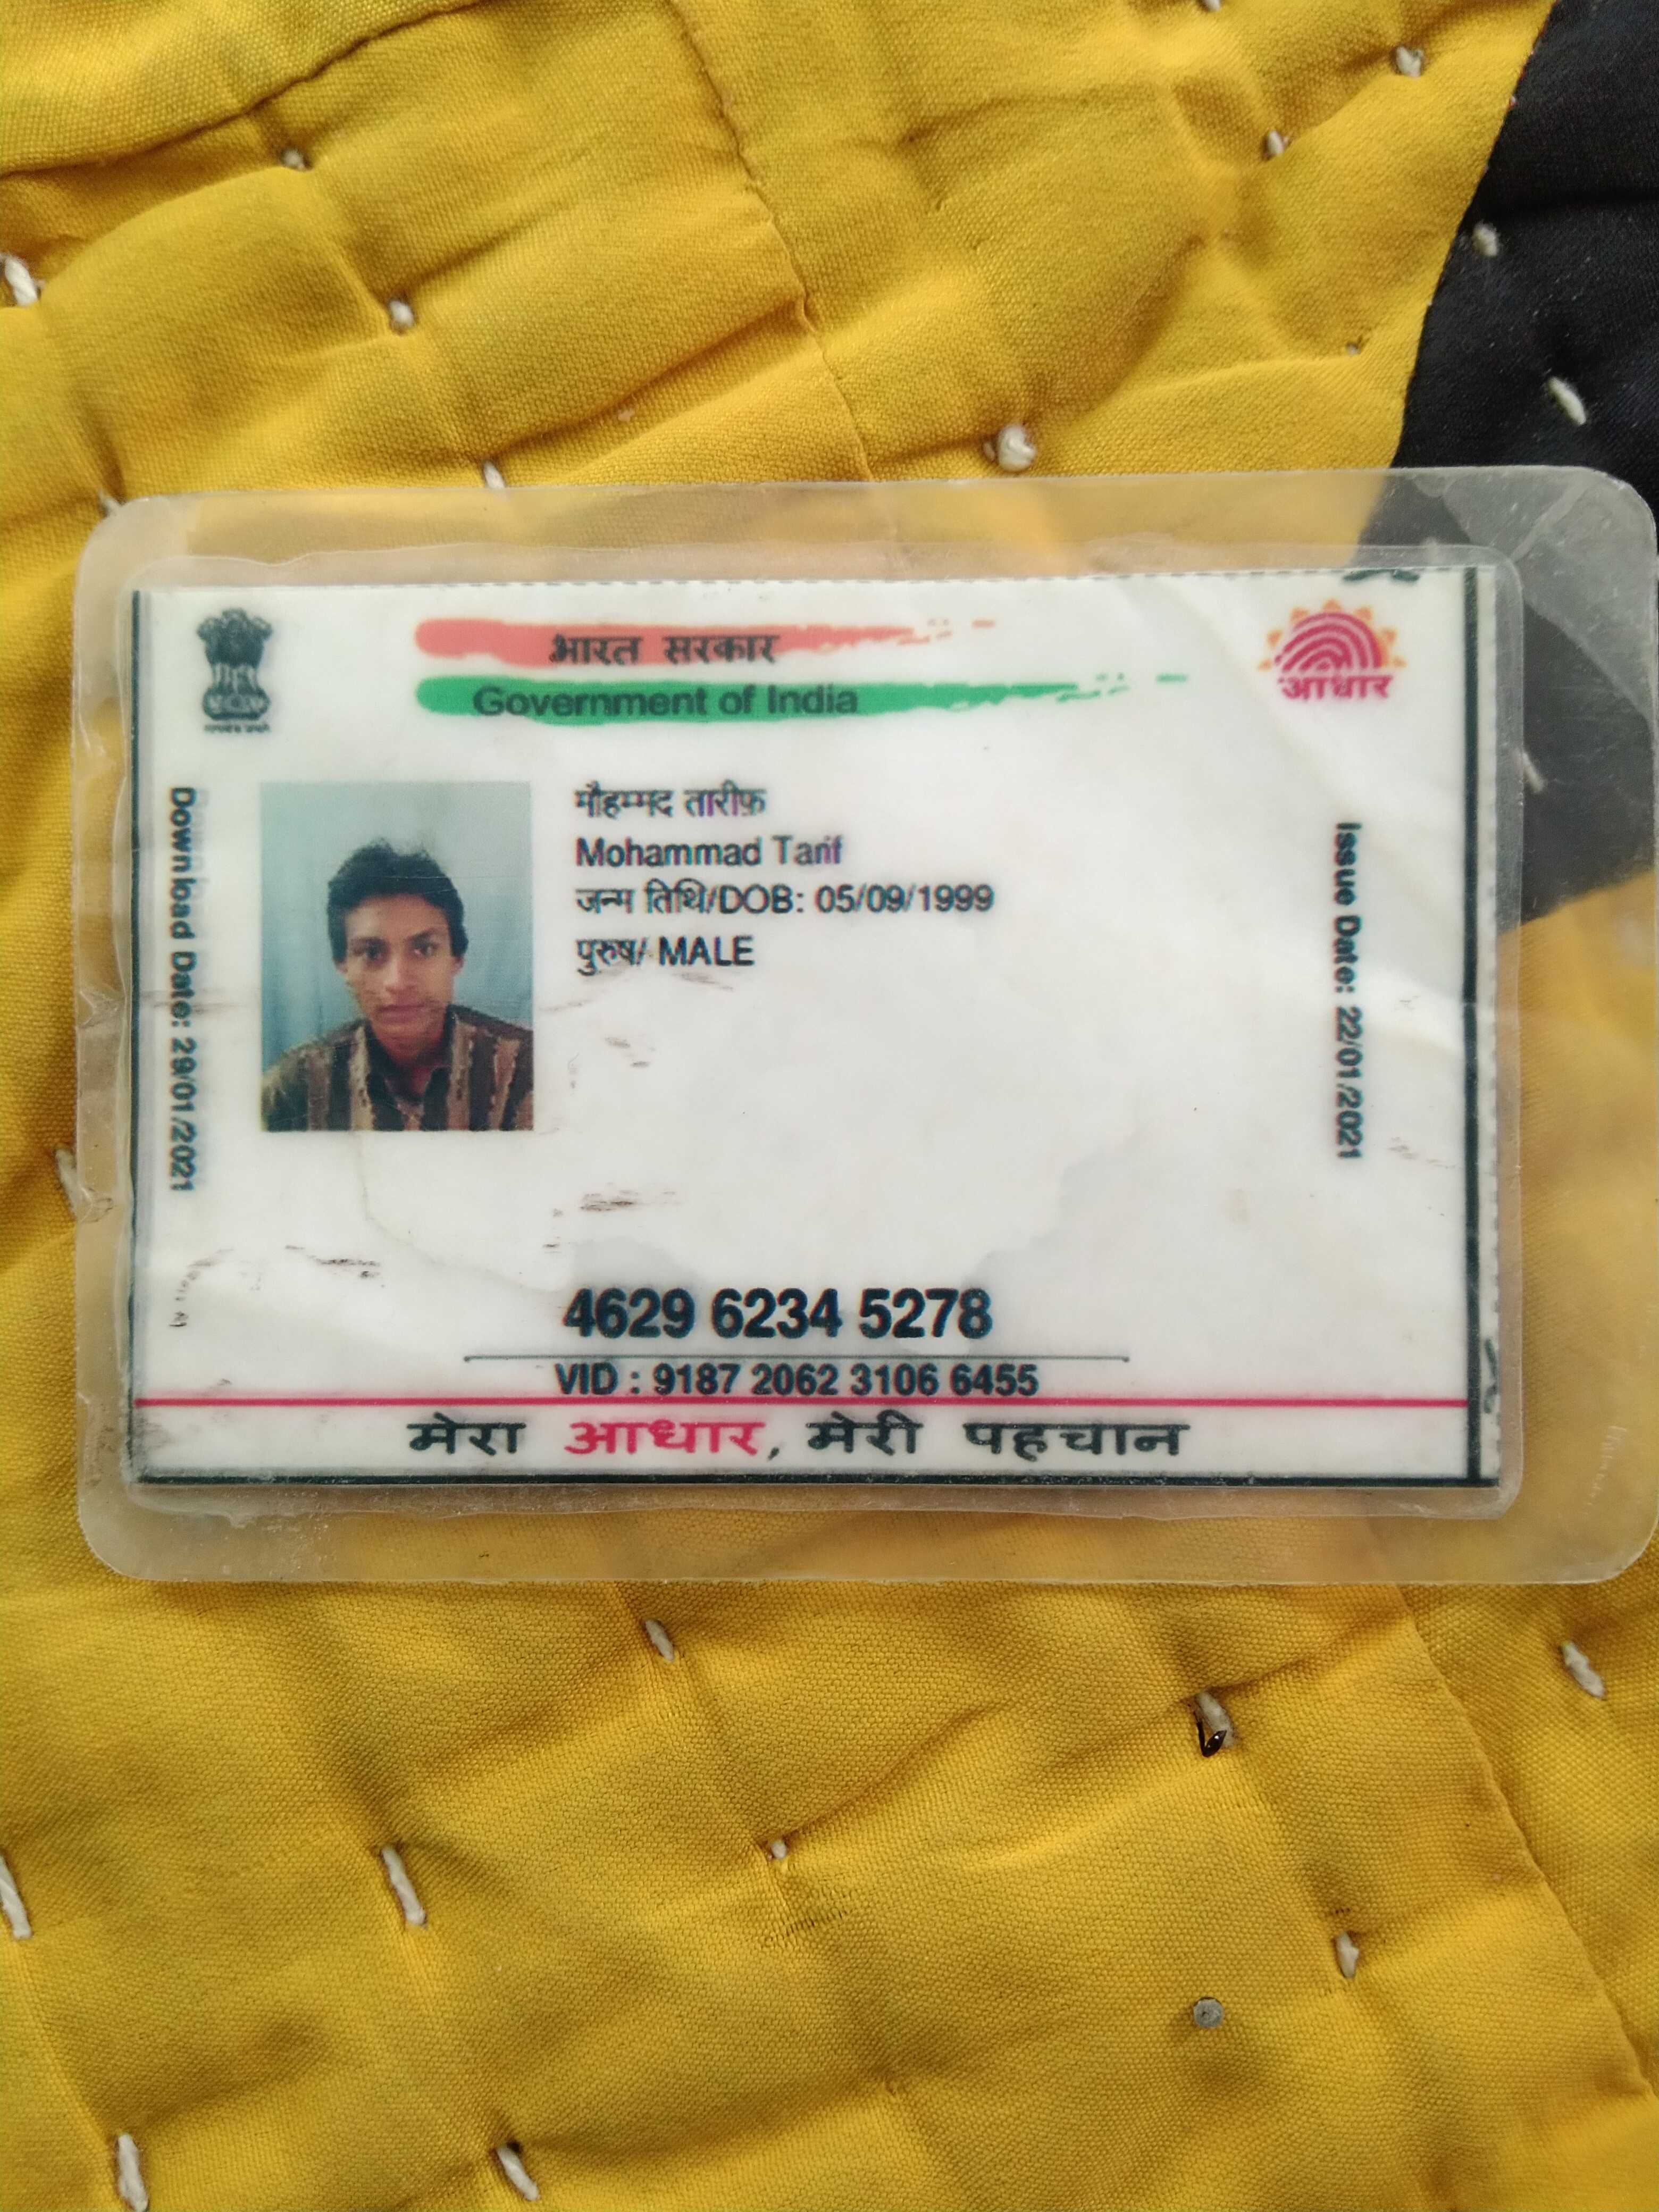 भारत सरकार
Government of India
आधार
Download Date: 29/01/2021
मौहम्मद तारीफ़
Mohammad Tarif
जन्म तिथि/DOB: 05/09/1999
पुरुष/ MALE
Issue Date: 22/01/2021
4629 6234 5278
VID : 9187 2062 3106 6455
मेरा आधार, मेरी पहचान